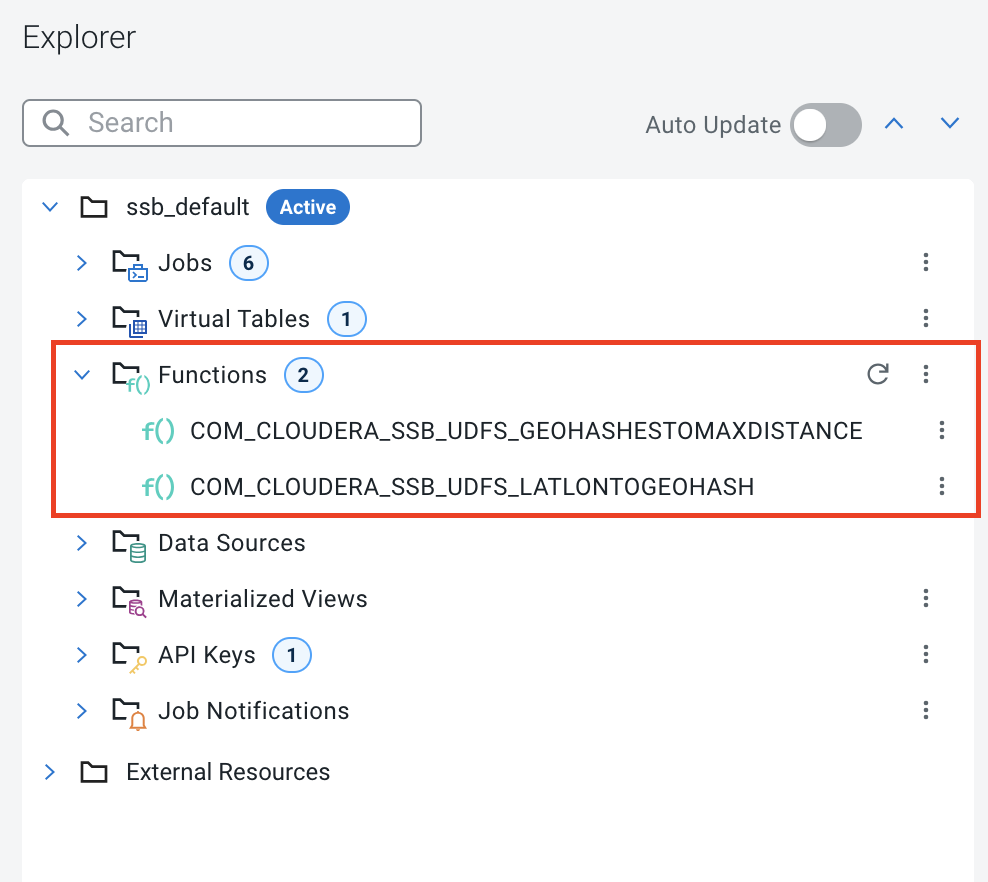 Explorer
Search
Auto Update
ssb_default Active
Jobs 6
Virtual Tables 1
f() Functions 2
f() COM_CLOUDERA_SSB_UDFS_GEOHASHESTOMAXDISTANCE
f() COM_CLOUDERA_SSB_UDFS_LATLONTOGEOHASH
Data Sources
Materialized Views
API Keys 1
Job Notifications
External Resources